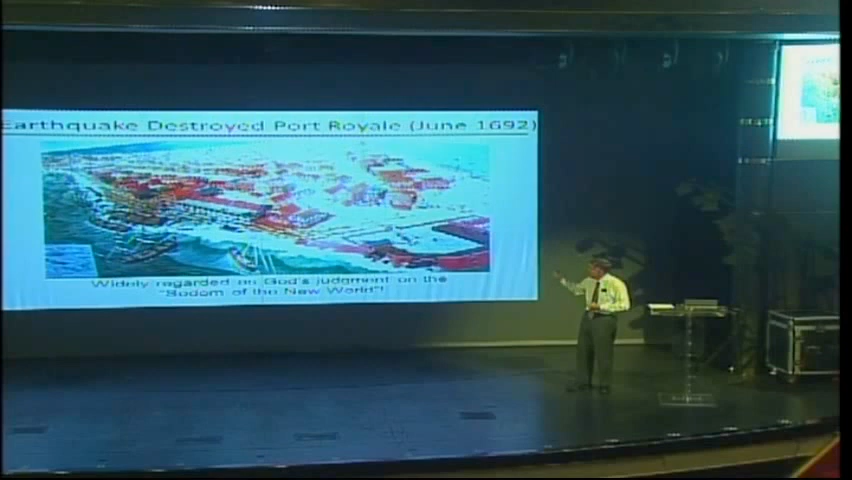 Earthquake Destroyed Port Royale (June 1692)
Widely regarded as God's judgment on the
"Sodom of the New World"!